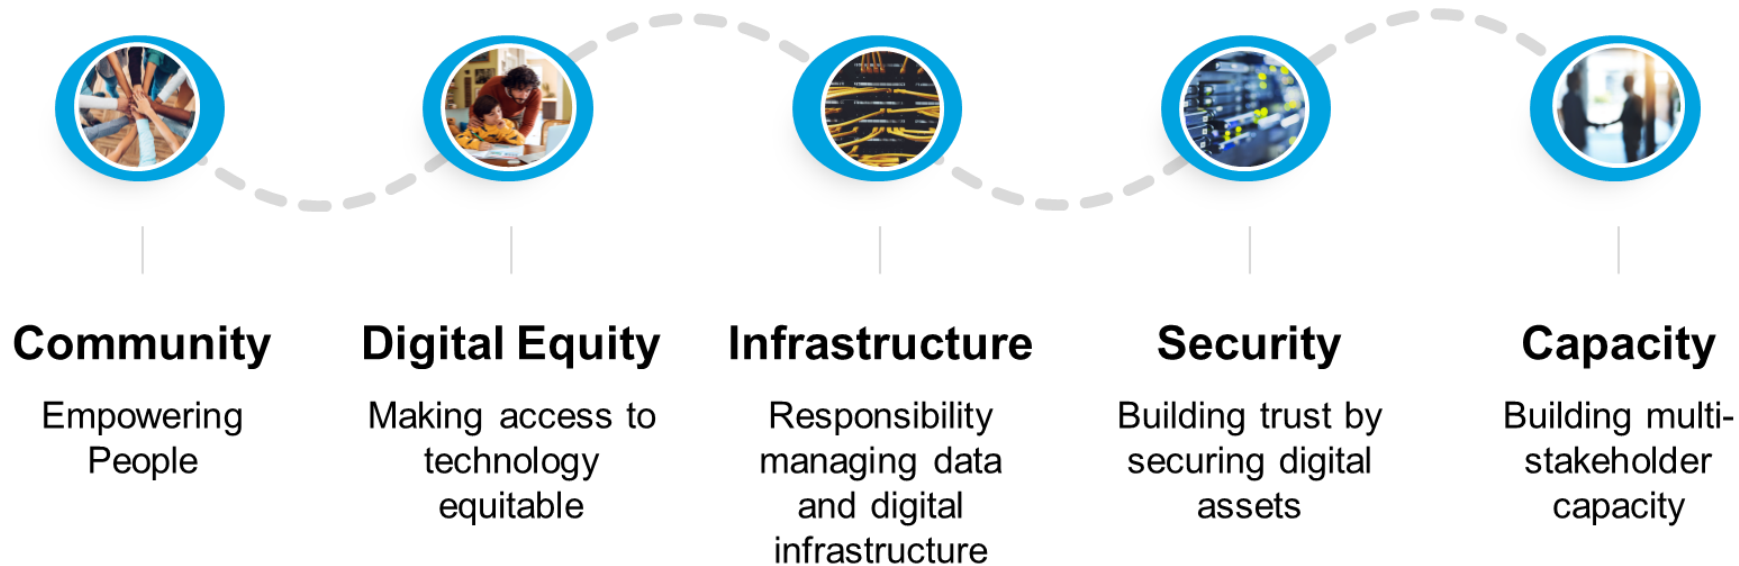 Community
Empowering
People
Digital Equity
Making access to
technology
equitable
Infrastructure
Responsibility
managing data
and digital
infrastructure
Security
Building trust by
securing digital
assets
Capacity
Building multi-
stakeholder
capacity